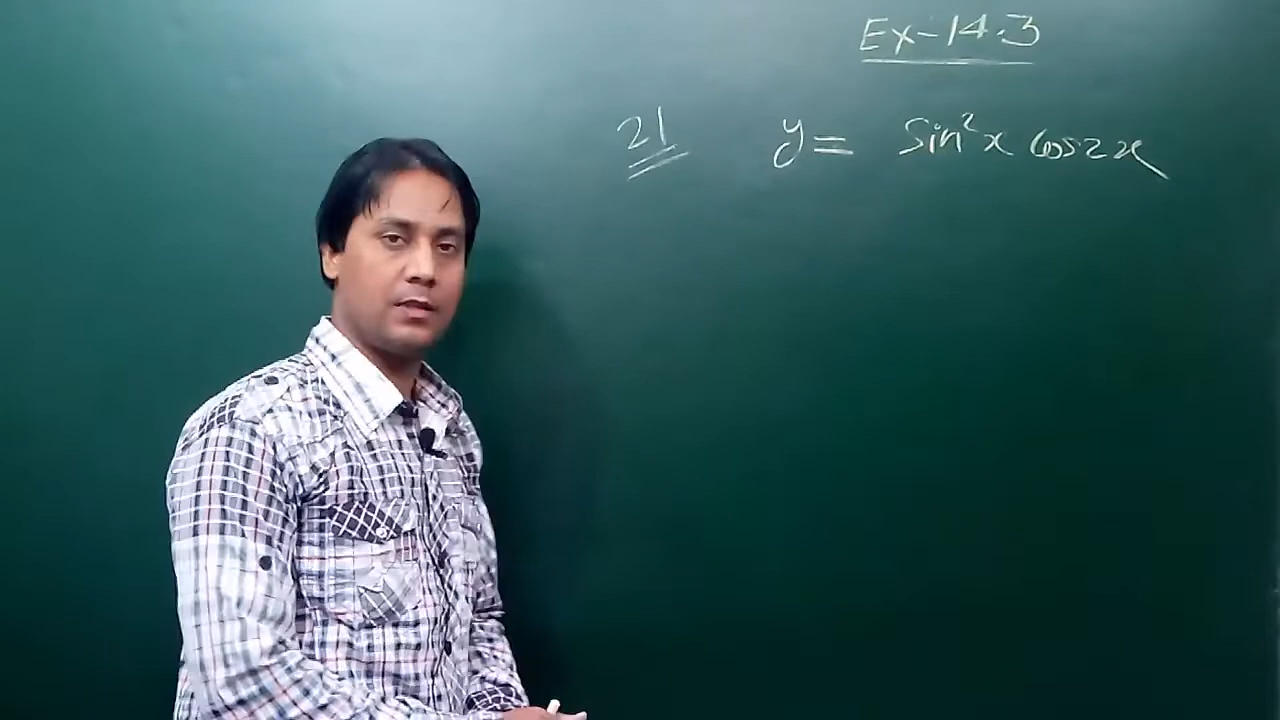 Ex-14.3
21 y = Sin²x Cos2x